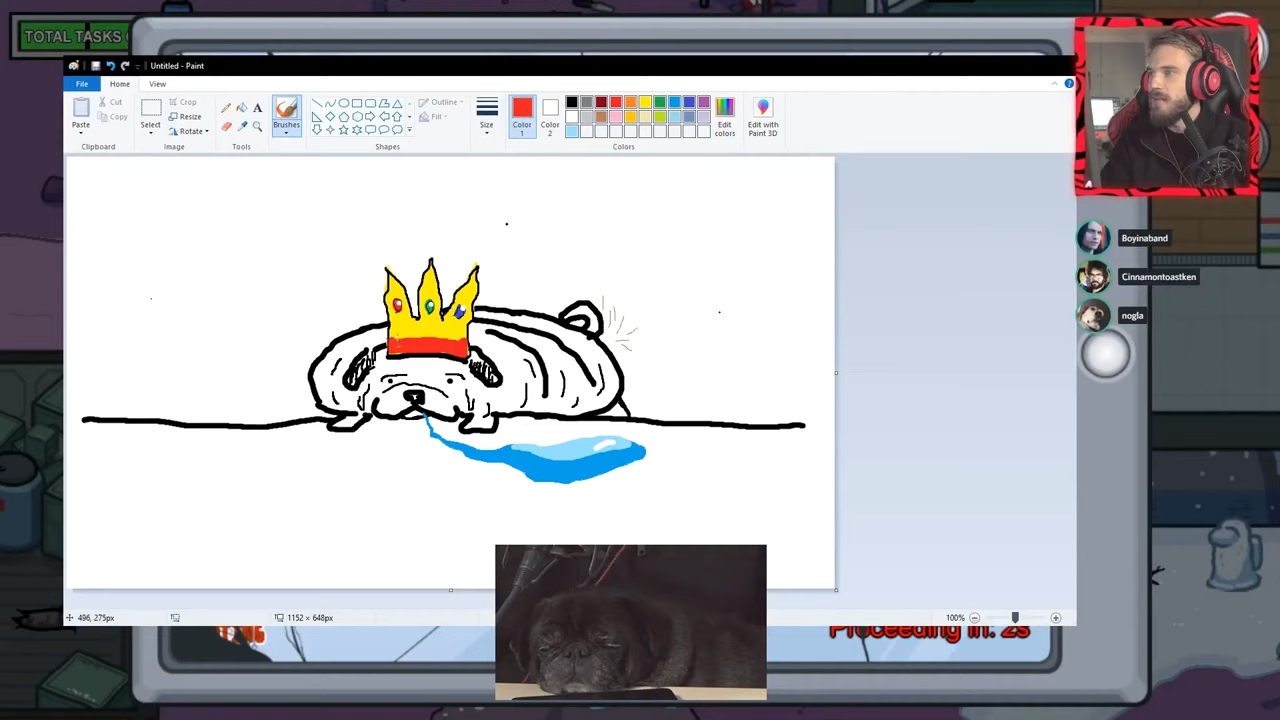 TOTAL TASKS
Untitled - Paint
File
Home
View
Paste
Cut
Copy
Clipboard
Select
Crop
Resize
Rotate
Image
A
Tools
Brushes
Outline
Fill
Shapes
Size
Color
1
Color
2
Edit
colors
Edit with
Paint 3D
Colors
Boyinaband
Cinnamontoastken
nogla
496, 275px
1152 × 648px
100%
Proceeding In: 2s